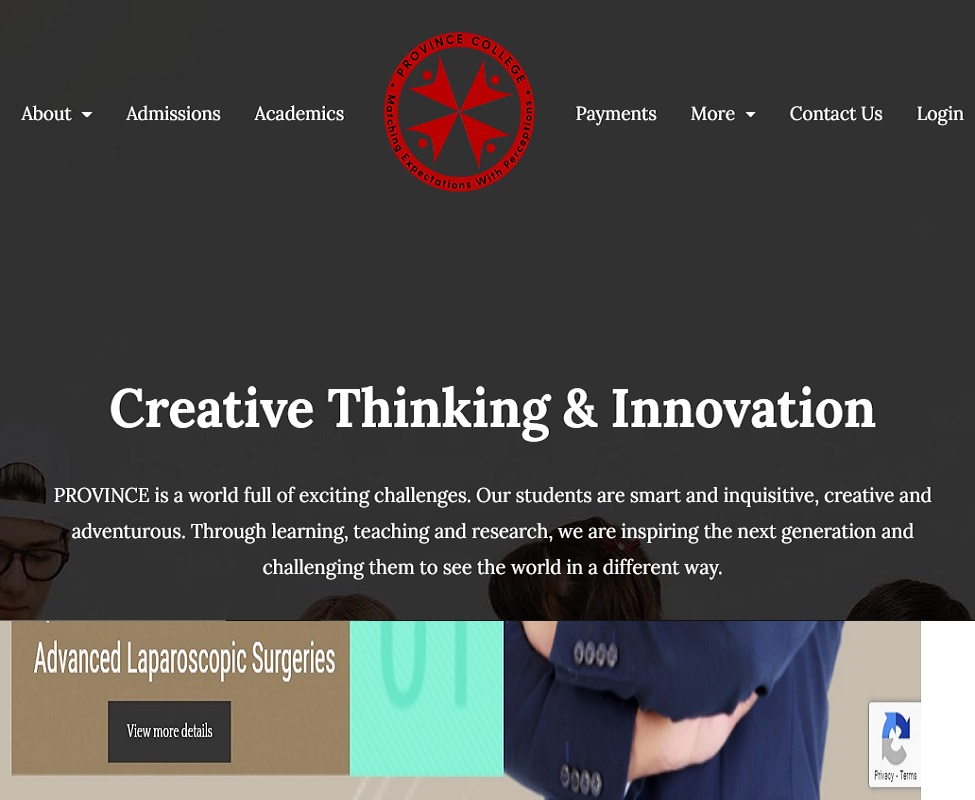 About
Admissions
Academics
PROVINCE COLLEGE
Matching Expectations With Perceptions
Payments
More
Contact Us
Login
Creative Thinking & Innovation
PROVINCE is a world full of exciting challenges. Our students are smart and inquisitive, creative and
adventurous. Through learning, teaching and research, we are inspiring the next generation and
challenging them to see the world in a different way.
Advanced Laparoscopic Surgeries
View more details
Privacy - Terms